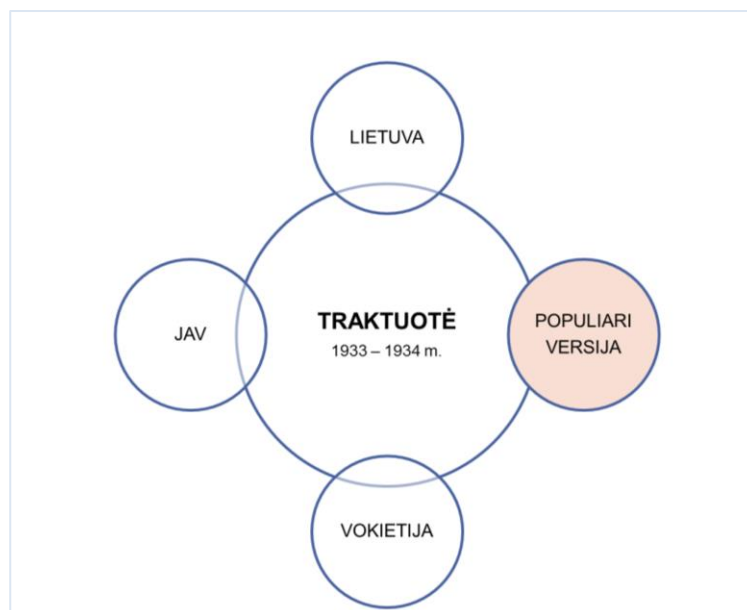 LIETUVA
JAV
TRAKTUOTĖ
1933 – 1934 m.
POPULIARI
VERSIJA
VOKIETIJA